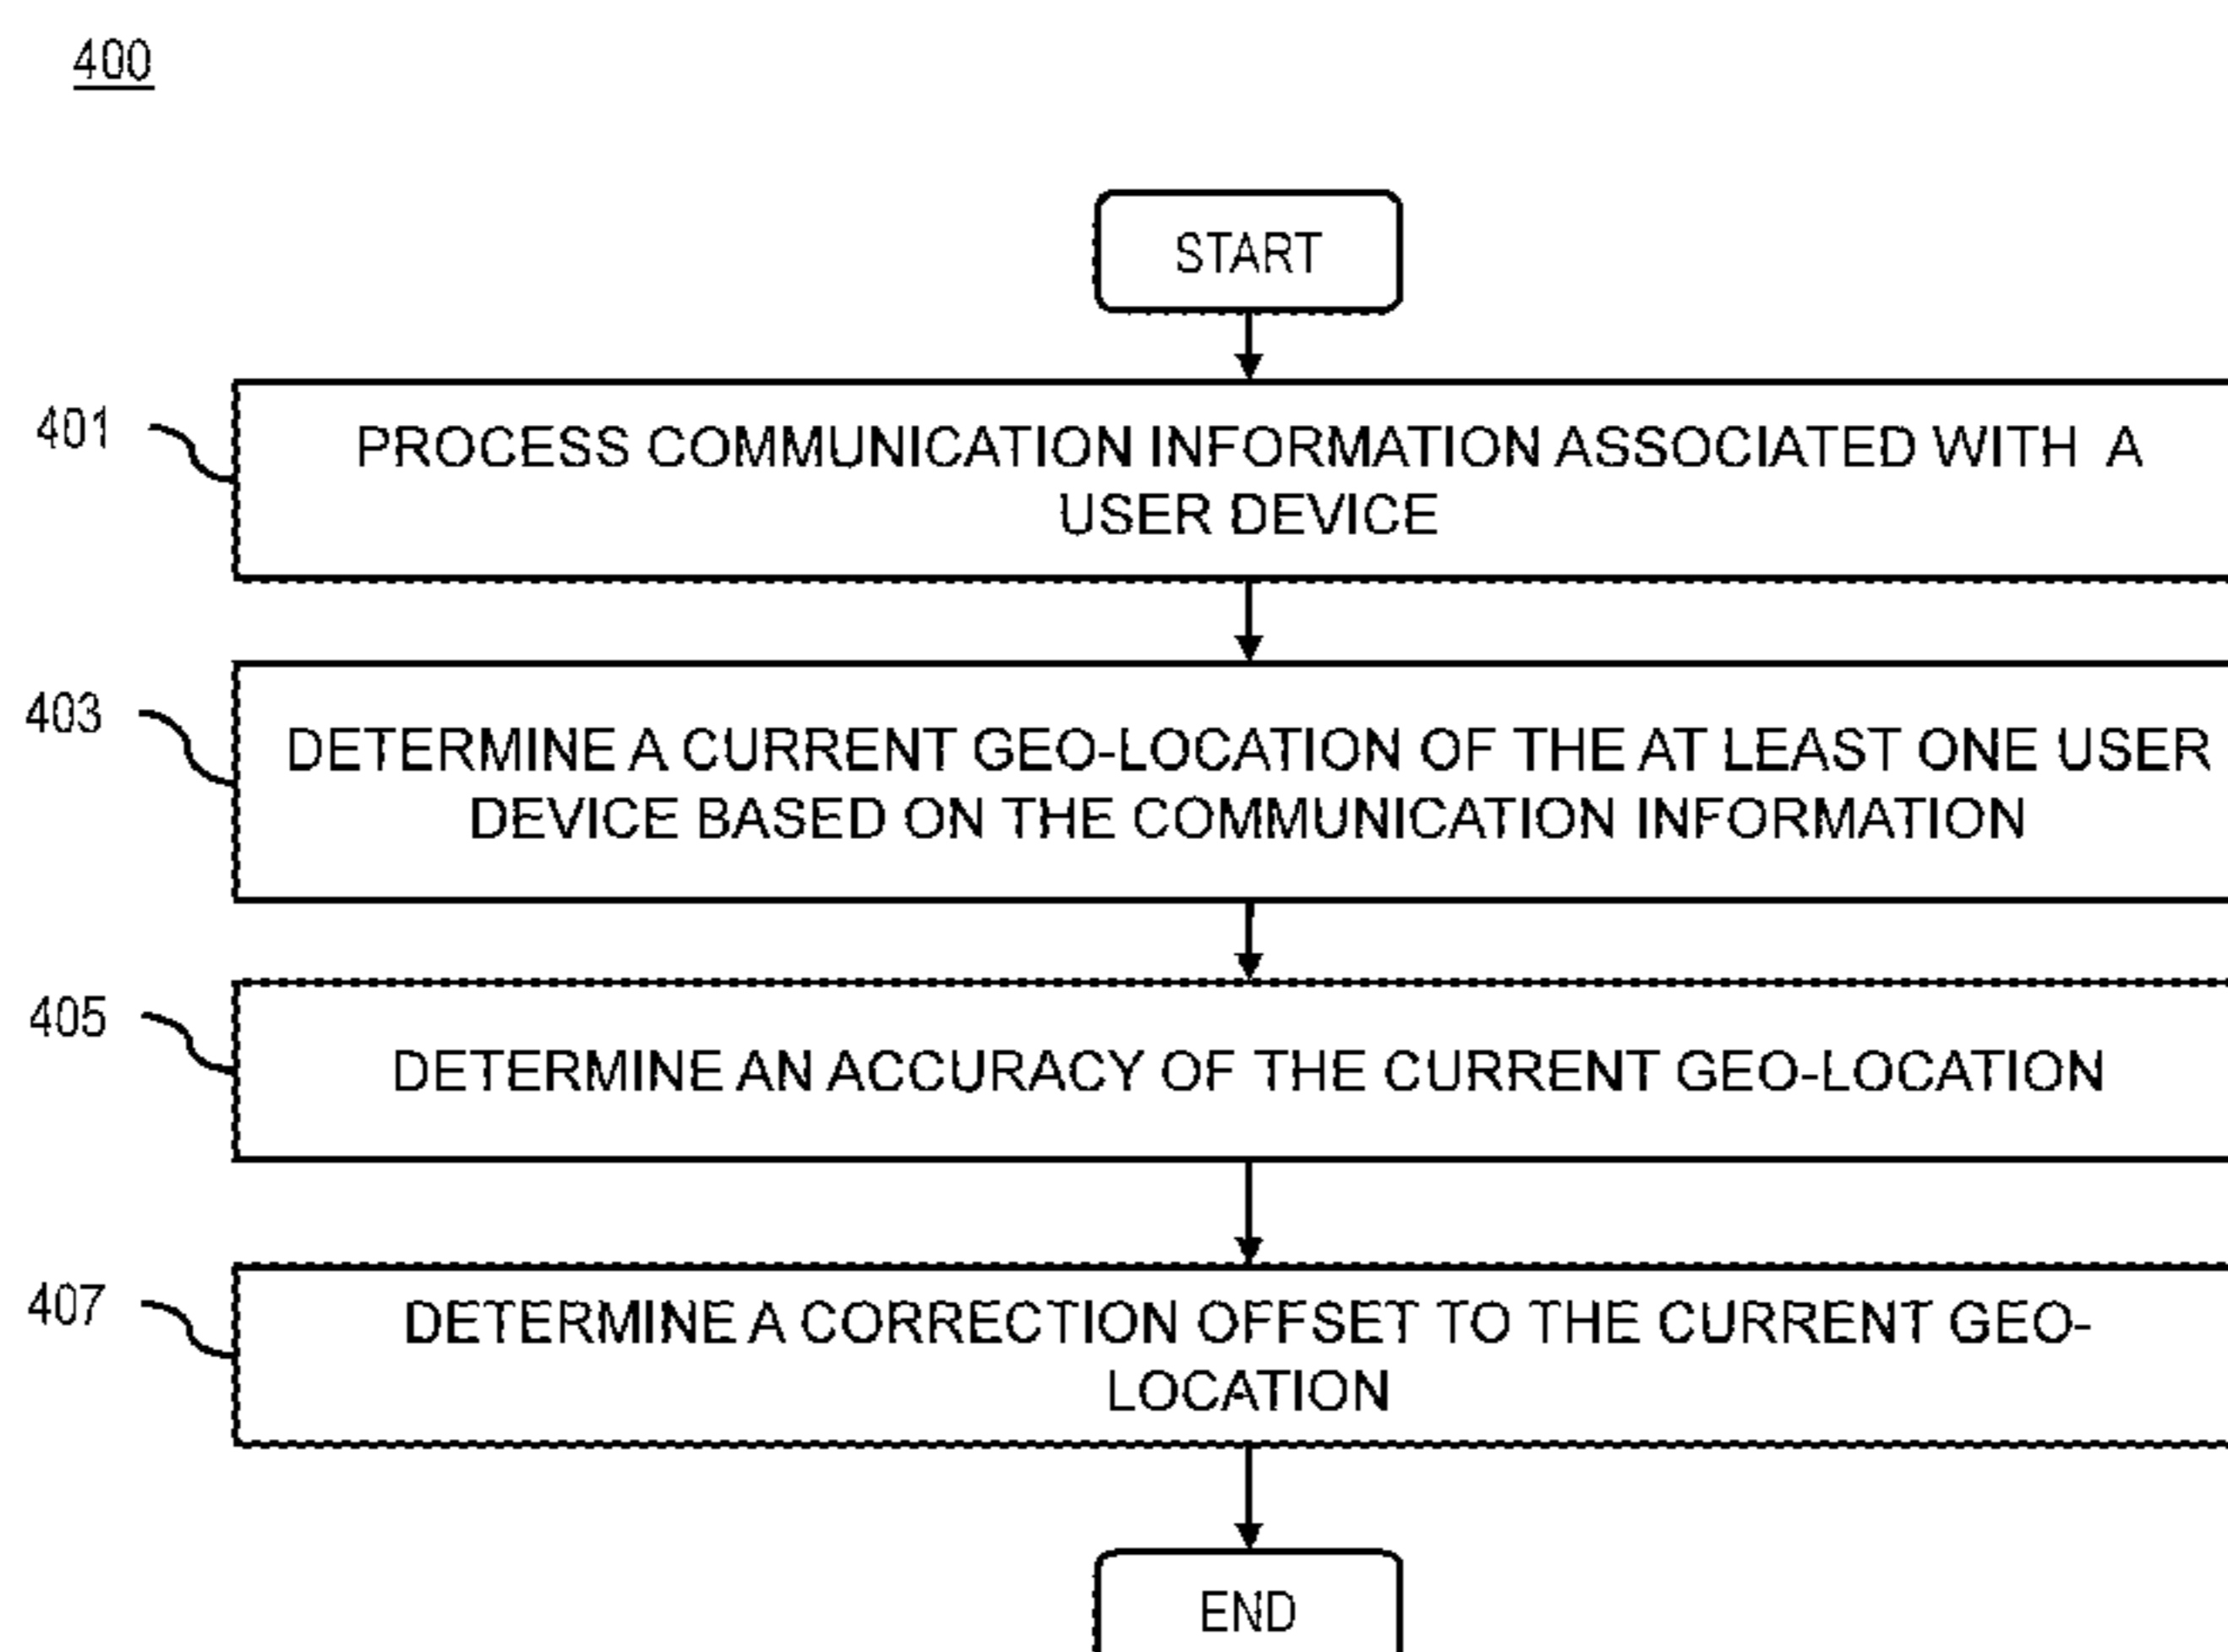 400
START
401
PROCESS COMMUNICATION INFORMATION ASSOCIATED WITH A
USER DEVICE
403
DETERMINE A CURRENT GEO-LOCATION OF THE AT LEAST ONE USER
DEVICE BASED ON THE COMMUNICATION INFORMATION
405
DETERMINE AN ACCURACY OF THE CURRENT GEO-LOCATION
407
DETERMINE A CORRECTION OFFSET TO THE CURRENT GEO-
LOCATION
END